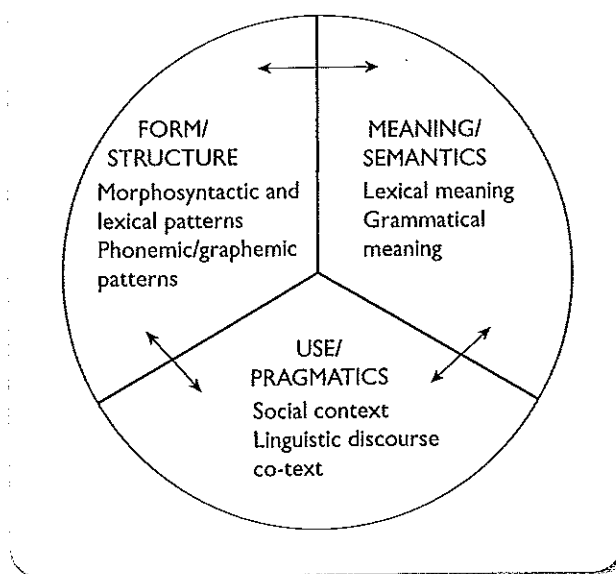 FORM/
STRUCTURE
Morphosyntactic and
lexical patterns
Phonemic/graphemic
patterns
MEANING/
SEMANTICS
Lexical meaning
Grammatical
meaning
USE/
PRAGMATICS
Social context
Linguistic discourse
co-text